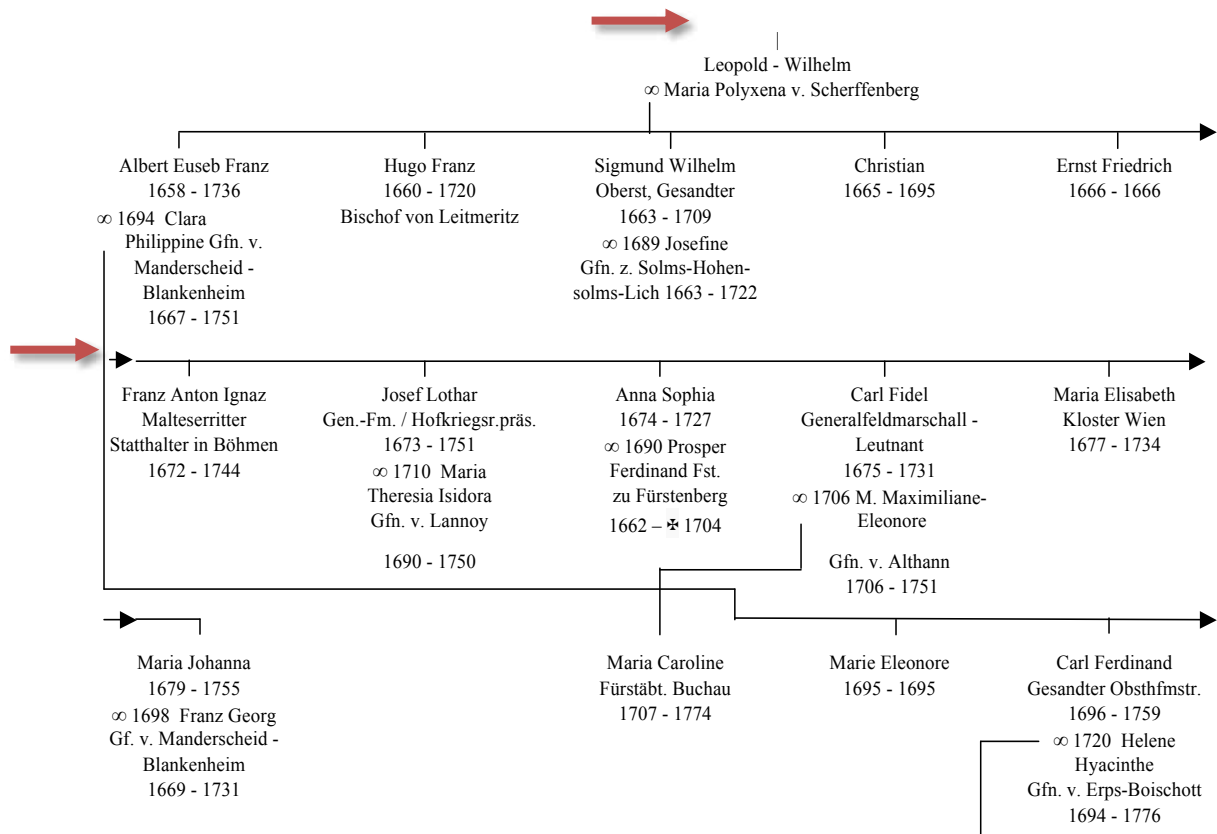 Leopold - Wilhelm
∞ Maria Polyxena v. Scherffenberg
Albert Euseb Franz
1658 - 1736
∞ 1694 Clara
Philippine Gfn. v.
Manderscheid -
Blankenheim
1667 - 1751
Hugo Franz
1660 - 1720
Bischof von Leitmeritz
Sigmund Wilhelm
Oberst, Gesandter
1663 - 1709
∞ 1689 Josefine
Gfn. z. Solms-Hohen-
solms-Lich 1663 - 1722
Christian
1665 - 1695
Ernst Friedrich
1666 - 1666
Franz Anton Ignaz
Malteserritter
Statthalter in Böhmen
1672 - 1744
Josef Lothar
Gen.-Fm. / Hofkriegsr.präs.
1673 - 1751
∞ 1710 Maria
Theresia Isidora
Gfn. v. Lannoy
1690 - 1750
Anna Sophia
1674 - 1727
∞ 1690 Prosper
Ferdinand Fst.
zu Fürstenberg
1662 – ✠ 1704
Carl Fidel
Generalfeldmarschall -
Leutnant
1675 - 1731
∞ 1706 M. Maximiliane-
Eleonore
Gfn. v. Althann
1706 - 1751
Maria Elisabeth
Kloster Wien
1677 - 1734
Maria Johanna
1679 - 1755
∞ 1698 Franz Georg
Gf. v. Manderscheid -
Blankenheim
1669 - 1731
Maria Caroline
Fürstäbt. Buchau
1707 - 1774
Marie Eleonore
1695 - 1695
Carl Ferdinand
Gesandter Obsthfmstr.
1696 - 1759
∞ 1720 Helene
Hyacinthe
Gfn. v. Erps-Boischott
1694 - 1776